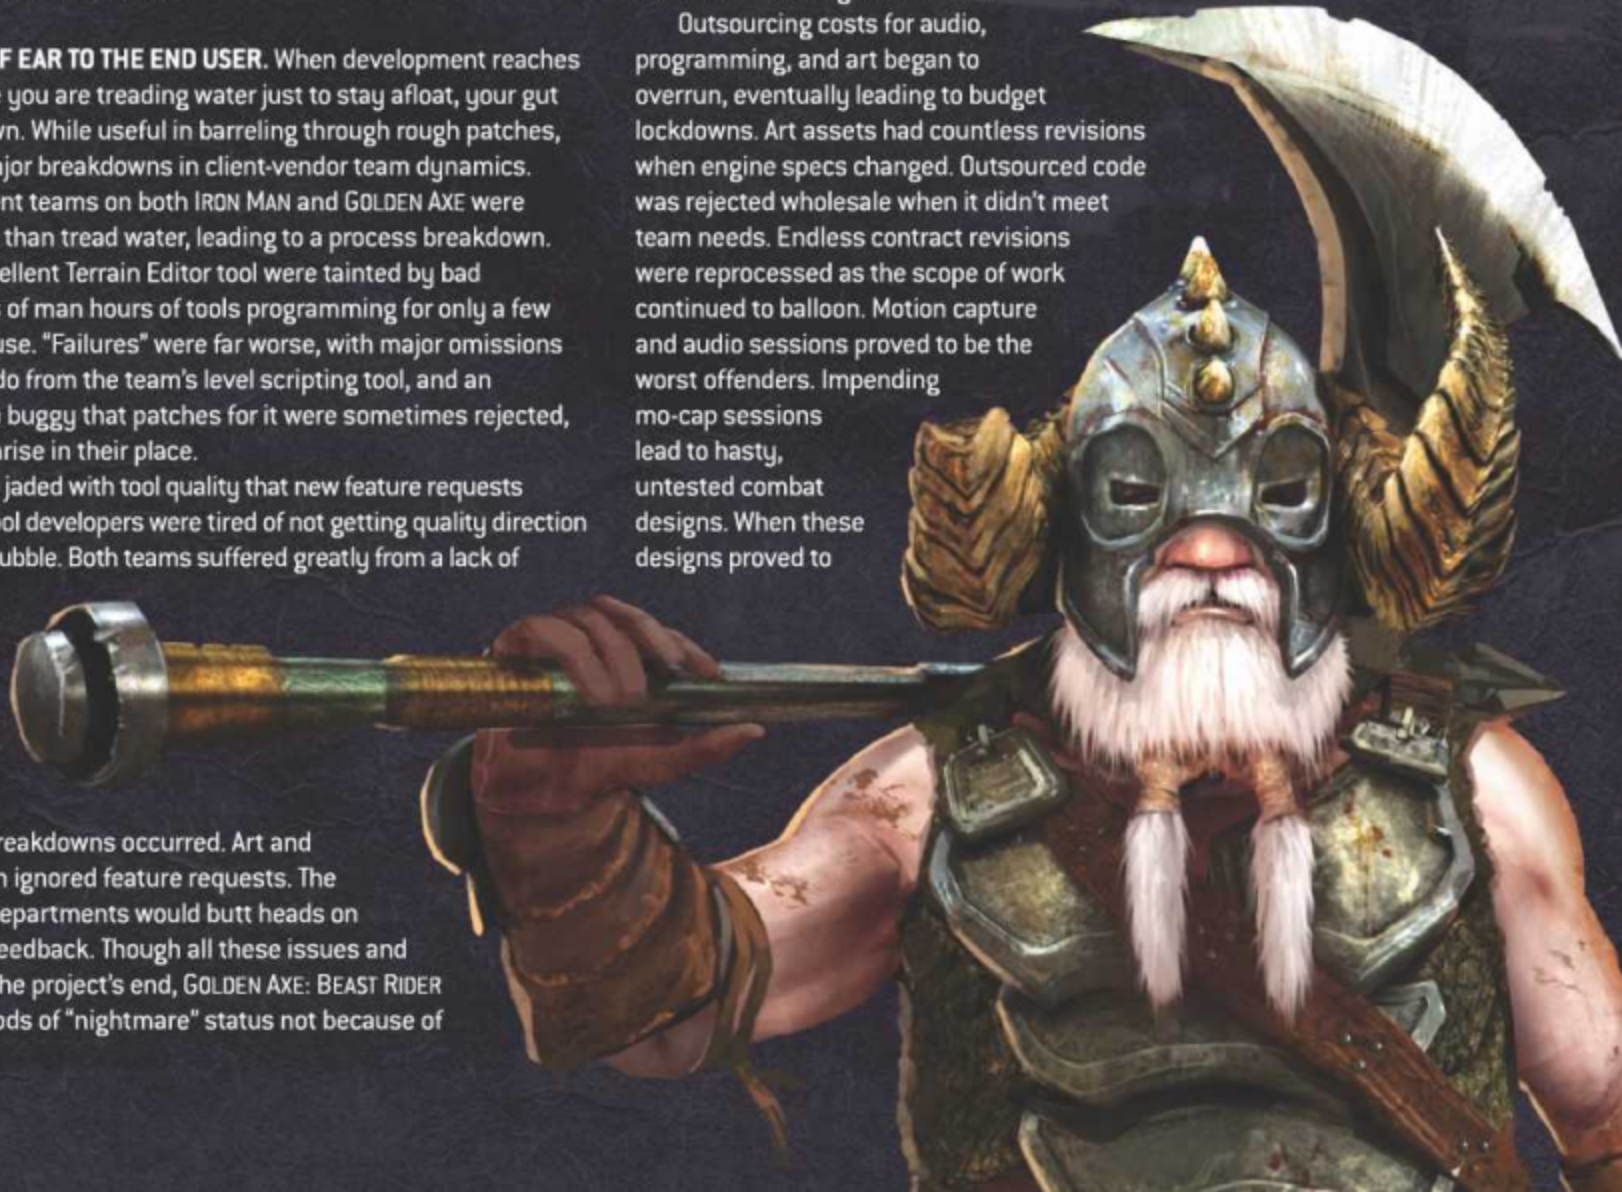 F EAR TO THE END USER. When development reaches
you are treading water just to stay afloat, your gut
wn. While useful in barreling through rough patches,
jor breakdowns in client-vendor team dynamics.
nt teams on both IRON MAN and GOLDEN AXE were
than tread water, leading to a process breakdown.
ellent Terrain Editor tool were tainted by bad
of man hours of tools programming for only a few
use. “Failures” were far worse, with major omissions
do from the team’s level scripting tool, and an
buggy that patches for it were sometimes rejected,
rise in their place.
jaded with tool quality that new feature requests
ol developers were tired of not getting quality direction
ubble. Both teams suffered greatly from a lack of
reakdowns occurred. Art and
n ignored feature requests. The
epartments would butt heads on
eedback. Though all these issues and
he project’s end, GOLDEN AXE: BEAST RIDER
ods of “nightmare” status not because of
Outsourcing costs for audio,
programming, and art began to
overrun, eventually leading to budget
lockdowns. Art assets had countless revisions
when engine specs changed. Outsourced code
was rejected wholesale when it didn’t meet
team needs. Endless contract revisions
were reprocessed as the scope of work
continued to balloon. Motion capture
and audio sessions proved to be the
worst offenders. Impending
mo-cap sessions
lead to hasty,
untested combat
designs. When these
designs proved to